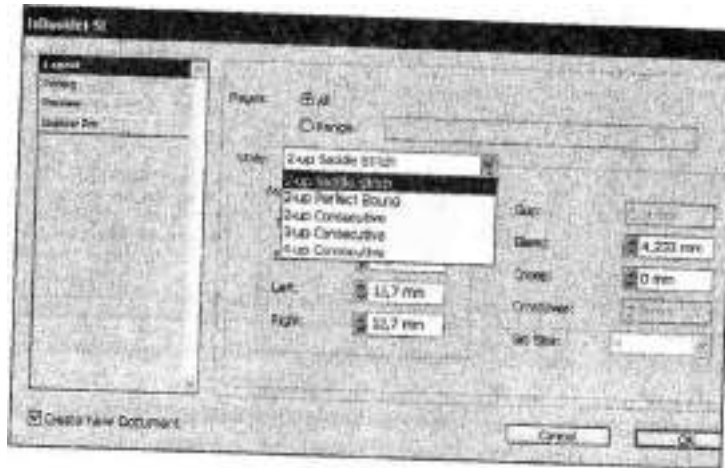 InBooklet SE
Layout
Printing
Preview
Pages:
All
Range:
Style:
2-up Saddle Stitch
2-up Saddle Stitch
2-up Perfect Bound
2-up Consecutive
3-up Consecutive
4-up Consecutive
Gap:
Bleed:
4,233 mm
Creep:
0 mm
Left:
12,7 mm
Crossover:
Right:
12,7 mm
Create New Document
Cancel
OK